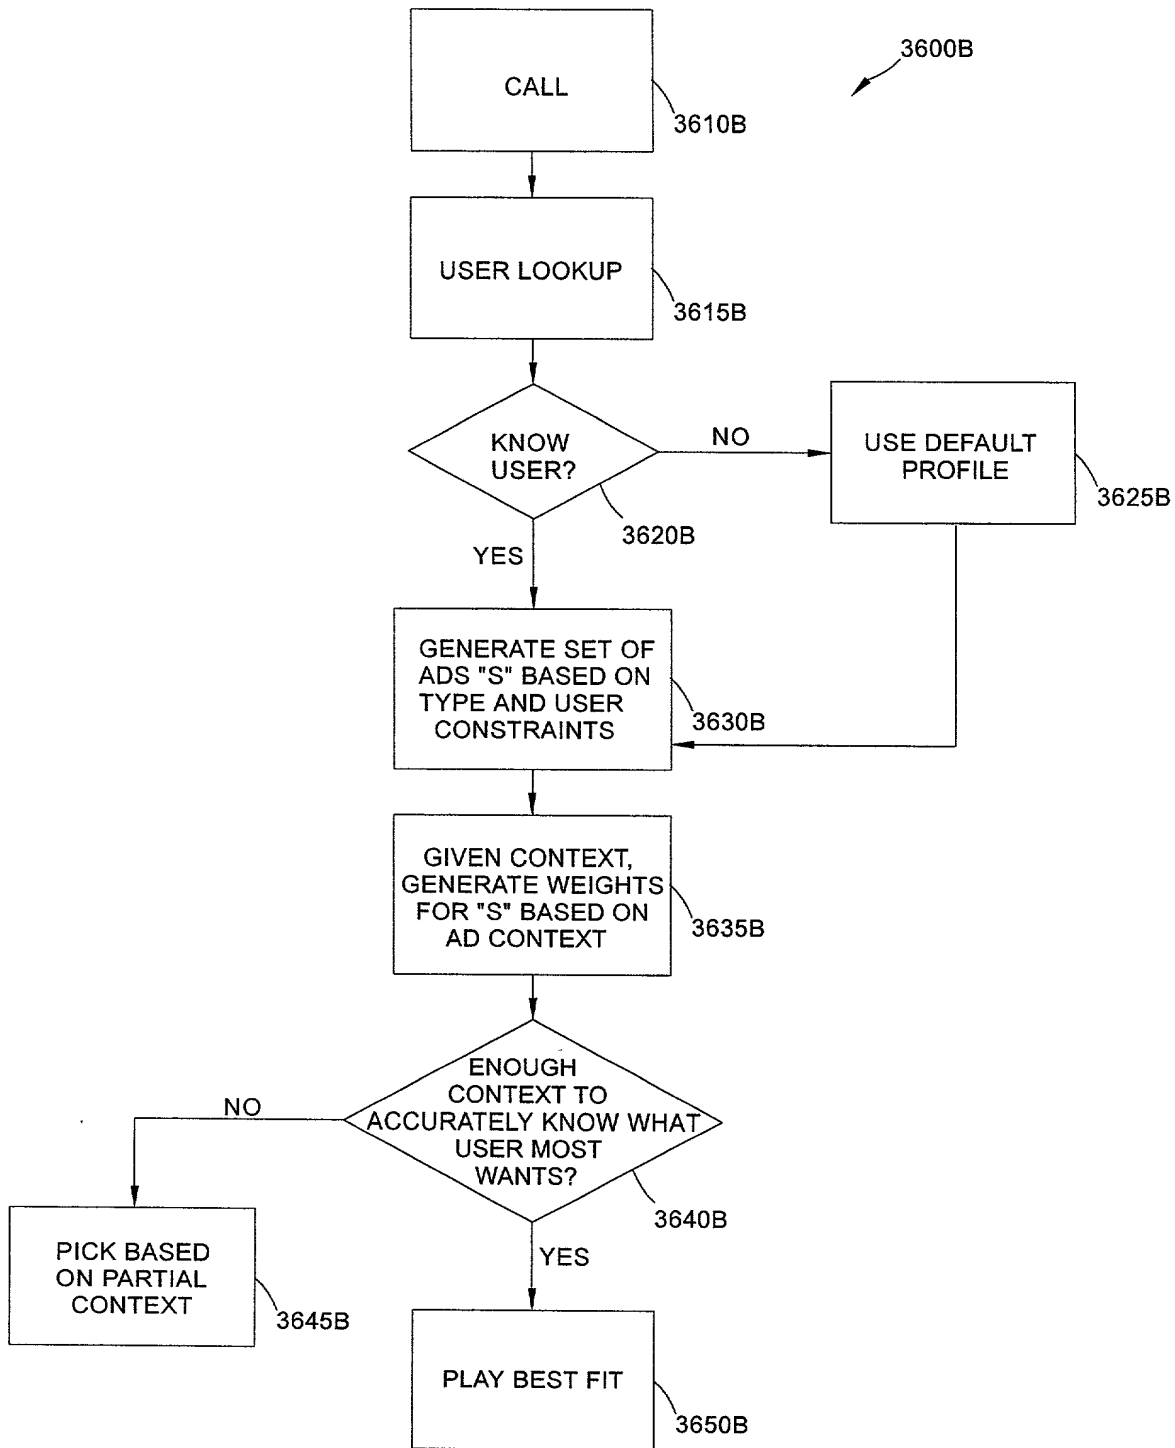 3600B
CALL
3610B
USER LOOKUP
3615B
KNOW
USER?
3620B
NO
USE DEFAULT
PROFILE
3625B
YES
GENERATE SET OF
ADS "S" BASED ON
TYPE AND USER
CONSTRAINTS
3630B
GIVEN CONTEXT,
GENERATE WEIGHTS
FOR "S" BASED ON
AD CONTEXT
3635B
ENOUGH
CONTEXT TO
ACCURATELY KNOW WHAT
USER MOST
WANTS?
3640B
NO
PICK BASED
ON PARTIAL
CONTEXT
3645B
YES
PLAY BEST FIT
3650B